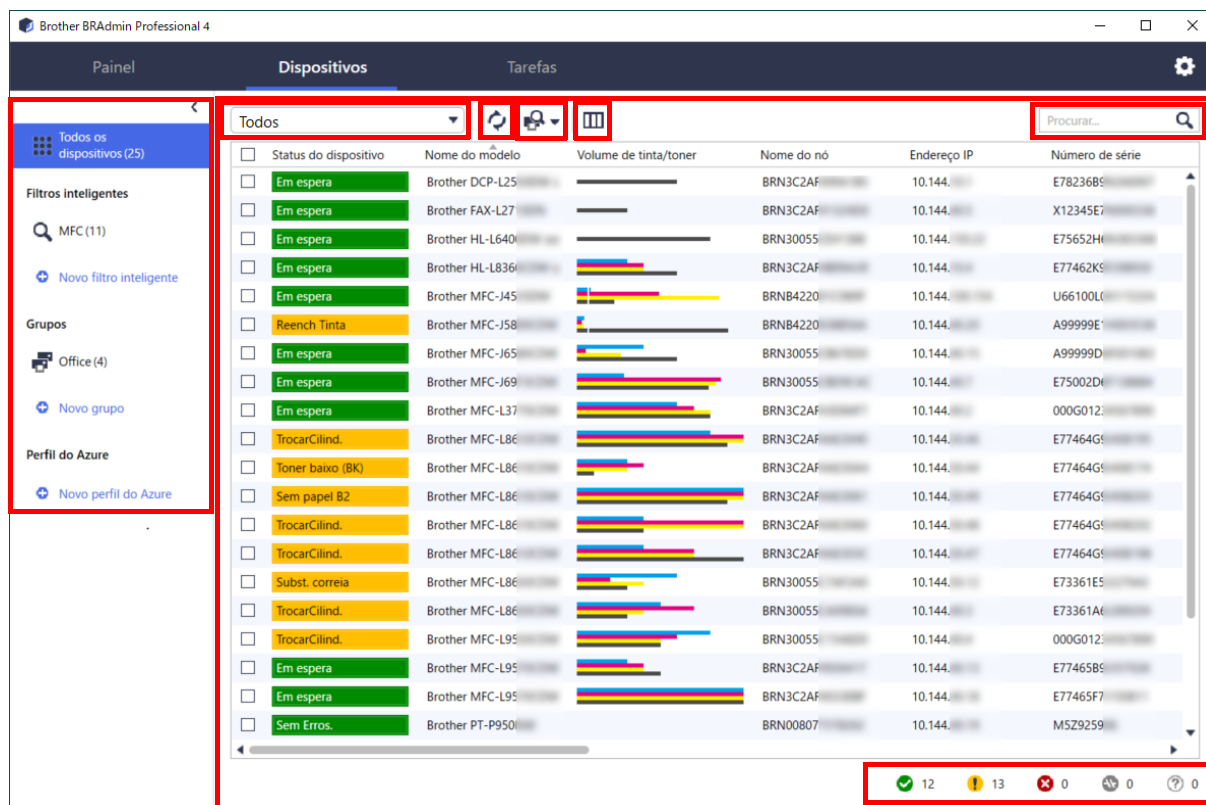 Brother BRAdmin Professional 4
Painel Dispositivos Tarefas
Todos os
dispositivos (25)
Filtros inteligentes
MFC (11)
Novo filtro inteligente
Grupos
Office (4)
Novo grupo
Perfil do Azure
Novo perfil do Azure
Todos Procurar...
Status do dispositivo Nome do modelo Volume de tinta/toner Nome do nó Endereço IP Número de série
Em espera Brother DCP-L25 BRN3C2AF 10.144. E78236B9
Em espera Brother FAX-L27 BRN3C2AF 10.144. X12345E7
Em espera Brother HL-L640 BRN30055 10.144. E75652H
Em espera Brother HL-L836 BRN3C2AF 10.144. E77462K9
Em espera Brother MFC-J45 BRNB4220 10.144. U66100L
Reench Tinta Brother MFC-J58 BRNB4220 10.144. A99999E
Em espera Brother MFC-J65 BRN30055 10.144. A99999D
Em espera Brother MFC-J69 BRN30055 10.144. E75002D
Em espera Brother MFC-L37 BRN3C2AF 10.144. 000G012
TrocarCilind. Brother MFC-L86 BRN3C2AF 10.144. E77464G9
Toner baixo (BK) Brother MFC-L86 BRN3C2AF 10.144. E77464G9
Sem papel B2 Brother MFC-L86 BRN3C2AF 10.144. E77464G9
TrocarCilind. Brother MFC-L86 BRN3C2AF 10.144. E77464G9
TrocarCilind. Brother MFC-L86 BRN3C2AF 10.144. E77464G9
Subst. correia Brother MFC-L86 BRN30055 10.144. E73361E5
TrocarCilind. Brother MFC-L86 BRN30055 10.144. E73361A
TrocarCilind. Brother MFC-L95 BRN30055 10.144. 000G012
Em espera Brother MFC-L95 BRN3C2AF 10.144. E77465B9
Em espera Brother MFC-L95 BRN3C2AF 10.144. E77465F7
Sem Erros. Brother PT-P950 BRN00807 10.144. M5Z9259
12 13 0 0 0